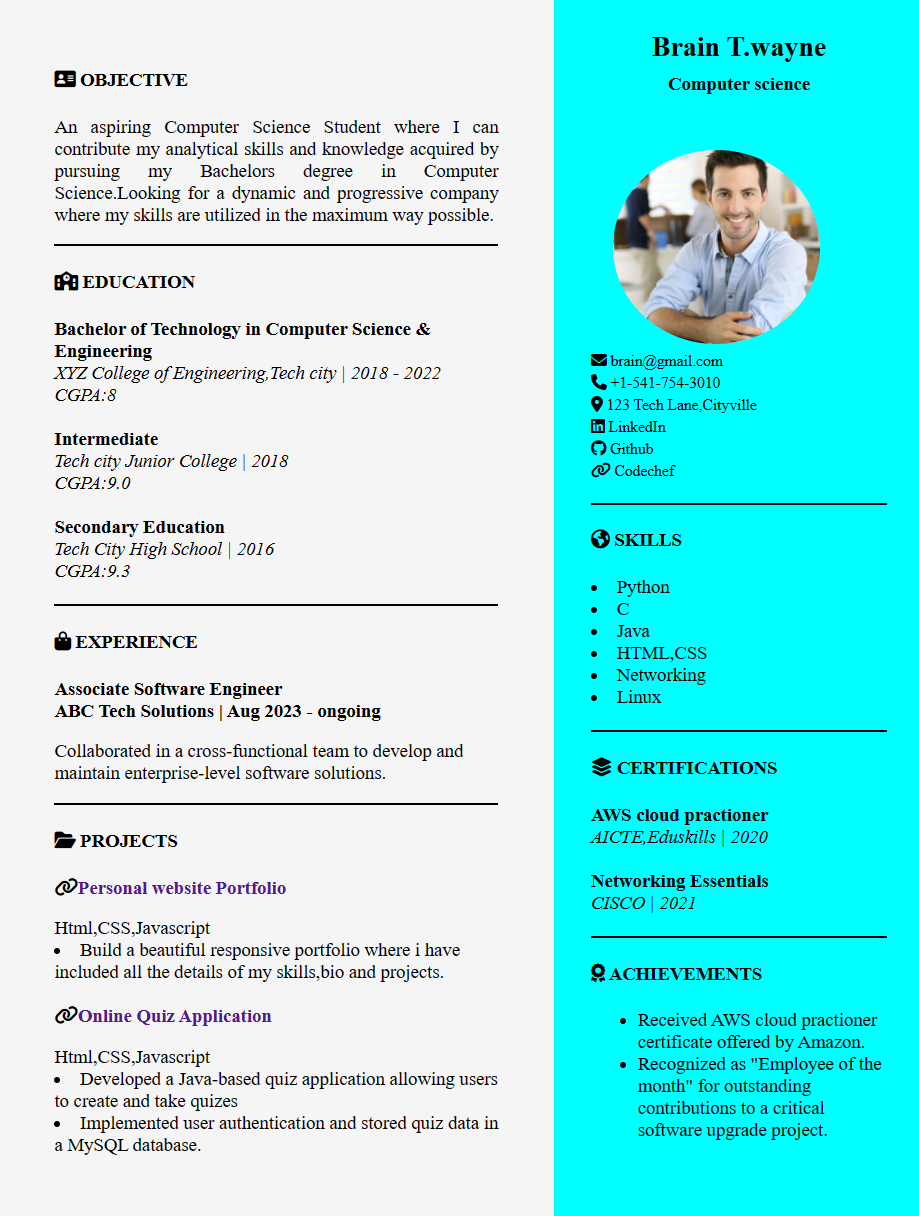 OBJECTIVE
An aspiring Computer Science Student where I can
contribute my analytical skills and knowledge acquired by
pursuing my Bachelors degree in Computer
Science.Looking for a dynamic and progressive company
where my skills are utilized in the maximum way possible.
EDUCATION
Bachelor of Technology in Computer Science &
Engineering
XYZ College of Engineering,Tech city | 2018 - 2022
CGPA:8
Intermediate
Tech city Junior College | 2018
CGPA:9.0
Secondary Education
Tech City High School | 2016
CGPA:9.3
EXPERIENCE
Associate Software Engineer
ABC Tech Solutions | Aug 2023 - ongoing
Collaborated in a cross-functional team to develop and
maintain enterprise-level software solutions.
PROJECTS
Personal website Portfolio
Html,CSS,Javascript
• Build a beautiful responsive portfolio where i have
included all the details of my skills,bio and projects.
Online Quiz Application
Html,CSS,Javascript
• Developed a Java-based quiz application allowing users
to create and take quizes
• Implemented user authentication and stored quiz data in
a MySQL database.
Brain T.wayne
Computer science
brain@gmail.com
+1-541-754-3010
123 Tech Lane,Cityville
LinkedIn
Github
Codechef
SKILLS
• Python
• C
• Java
• HTML,CSS
• Networking
• Linux
CERTIFICATIONS
AWS cloud practioner
AICTE,Eduskills | 2020
Networking Essentials
CISCO | 2021
ACHIEVEMENTS
• Received AWS cloud practioner
certificate offered by Amazon.
• Recognized as "Employee of the
month" for outstanding
contributions to a critical
software upgrade project.